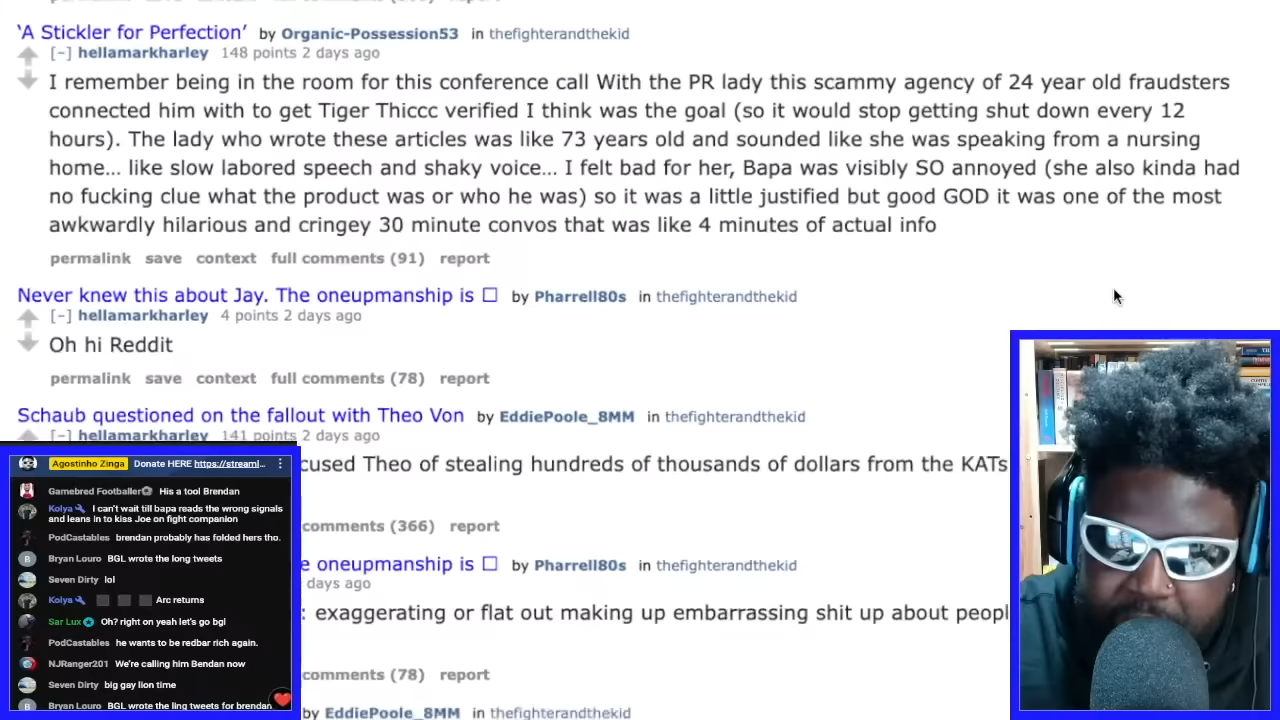 'A Stickler for Perfection' by Organic-Possession53 in thefighterandthekid
[-] hellamarkharley 148 points 2 days ago
I remember being in the room for this conference call With the PR lady this scammy agency of 24 year old fraudsters
connected him with to get Tiger Thiccc verified I think was the goal (so it would stop getting shut down every 12
hours). The lady who wrote these articles was like 73 years old and sounded like she was speaking from a nursing
home... like slow labored speech and shaky voice... I felt bad for her, Bapa was visibly SO annoyed (she also kinda had
no fucking clue what the product was or who he was) so it was a little justified but good GOD it was one of the most
awkwardly hilarious and cringey 30 minute convos that was like 4 minutes of actual info
permalink save context full comments (91) report
Never knew this about Jay. The oneupmanship is □ by Pharrell80s in thefighterandthekid
[-] hellamarkharley 4 points 2 days ago
Oh hi Reddit
permalink save context full comments (78) report
Schaub questioned on the fallout with Theo Von by EddiePoole_8MM in thefighterandthekid
[-] hellamarkharley 141 points 2 days ago
cused Theo of stealing hundreds of thousands of dollars from the KATs
comments (366) report
e oneupmanship is □ by Pharrell80s in thefighterandthekid
days ago
: exaggerating or flat out making up embarrassing shit up about peopl
comments (78) report
by EddiePoole_8MM in thefighterandthekid
Agostinho Zinga Donate HERE https://streaml...
Gamebred Footballer His a tool Brendan
Kolya I can't wait till bapa reads the wrong signals
and leans in to kiss Joe on fight companion
PodCastables brendan probably has folded hers tho.
Bryan Louro BGL wrote the long tweets
Seven Dirty lol
Kolya Arc returns
Sar Lux Oh? right on yeah let's go bgl
PodCastables he wants to be redbar rich again.
NJRanger201 We're calling him Bendan now
Seven Dirty big gay lion time
Bryan Louro BGL wrote the ling tweets for brendan